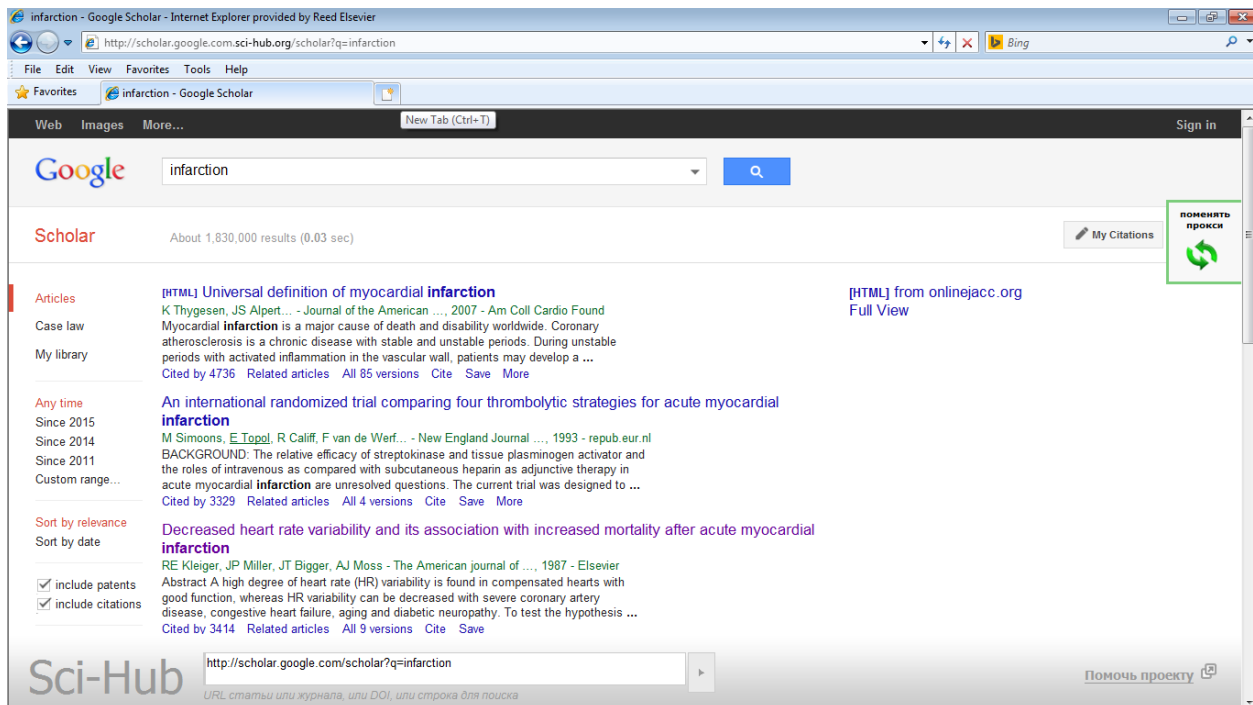 infarction - Google Scholar - Internet Explorer provided by Reed Elsevier
http://scholar.google.com.sci-hub.org/scholar?q=infarction
Bing
File Edit View Favorites Tools Help
Favorites infarction - Google Scholar
New Tab (Ctrl+T)
Web Images More... Sign in
Google infarction
Scholar About 1,830,000 results (0.03 sec) My Citations
поменять
прокси
Articles
Case law
My library
Any time
Since 2015
Since 2014
Since 2011
Custom range...
Sort by relevance
Sort by date
include patents
include citations
[HTML] Universal definition of myocardial infarction
K Thygesen, JS Alpert... - Journal of the American ..., 2007 - Am Coll Cardio Found
Myocardial infarction is a major cause of death and disability worldwide. Coronary
atherosclerosis is a chronic disease with stable and unstable periods. During unstable
periods with activated inflammation in the vascular wall, patients may develop a ...
Cited by 4736 Related articles All 85 versions Cite Save More
[HTML] from onlinejacc.org
Full View
An international randomized trial comparing four thrombolytic strategies for acute myocardial
infarction
M Simoons, E Topol, R Califf, F van de Werf... - New England Journal ..., 1993 - repub.eur.nl
BACKGROUND: The relative efficacy of streptokinase and tissue plasminogen activator and
the roles of intravenous as compared with subcutaneous heparin as adjunctive therapy in
acute myocardial infarction are unresolved questions. The current trial was designed to ...
Cited by 3329 Related articles All 4 versions Cite Save More
Decreased heart rate variability and its association with increased mortality after acute myocardial
infarction
RE Kleiger, JP Miller, JT Bigger, AJ Moss - The American journal of ..., 1987 - Elsevier
Abstract A high degree of heart rate (HR) variability is found in compensated hearts with
good function, whereas HR variability can be decreased with severe coronary artery
disease, congestive heart failure, aging and diabetic neuropathy. To test the hypothesis ...
Cited by 3414 Related articles All 9 versions Cite Save
Sci-Hub
http://scholar.google.com/scholar?q=infarction
URL статьи или журнала, или DOI, или строка для поиска
Помочь проекту